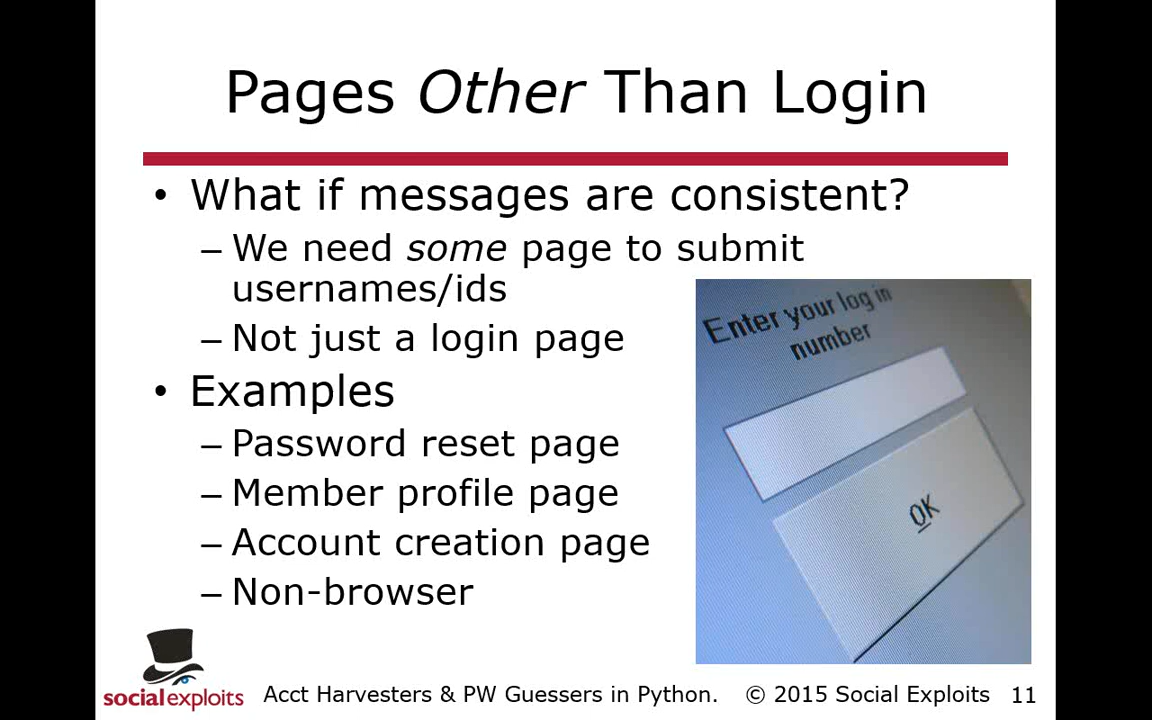 Pages Other Than Login
• What if messages are consistent?
– We need some page to submit
usernames/ids
– Not just a login page
• Examples
– Password reset page
– Member profile page
– Account creation page
– Non-browser
Enter your log in
number
OK
socialexploits
Acct Harvesters & PW Guessers in Python. © 2015 Social Exploits 11